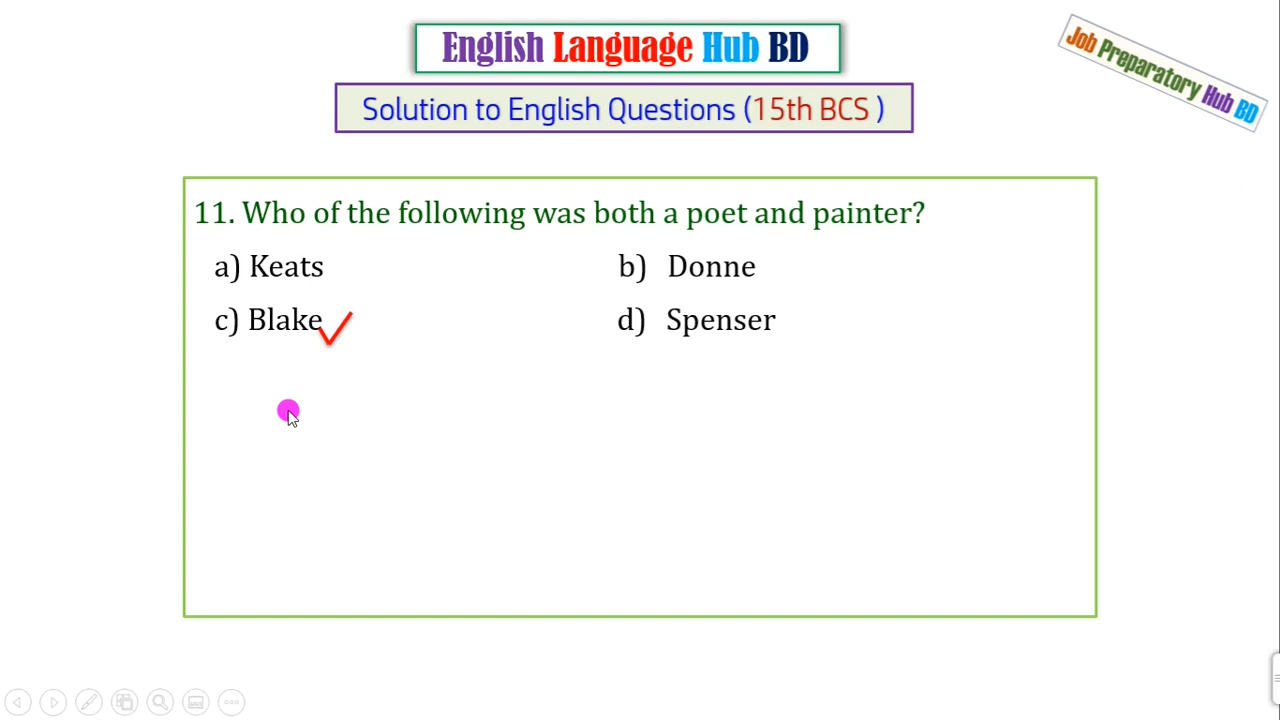 English Language Hub BD
Job Preparatory Hub BD
Solution to English Questions (15th BCS )
11. Who of the following was both a poet and painter?
a) Keats b) Donne
c) Blake d) Spenser